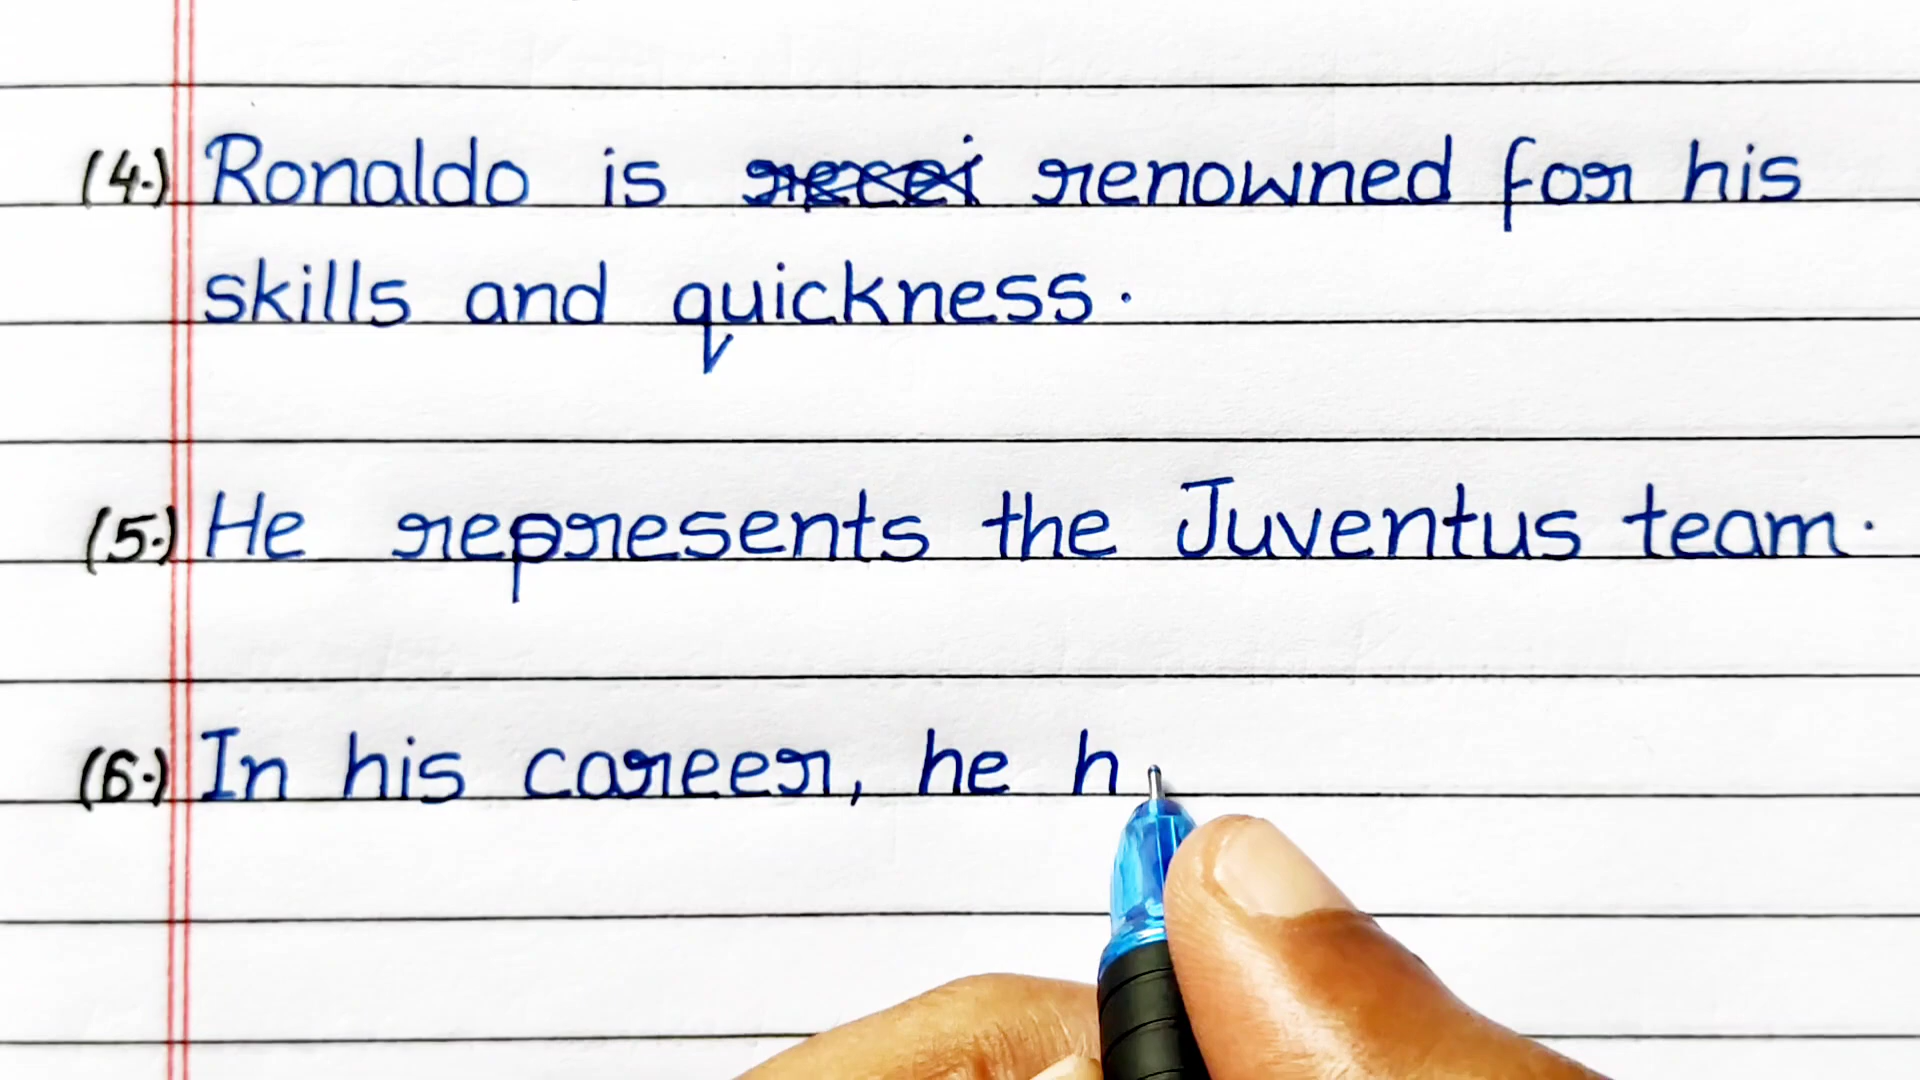 (4.) Ronaldo is renowned for his
skills and quickness.
(5.) He represents the Juventus team.
(6.) In his career, he h